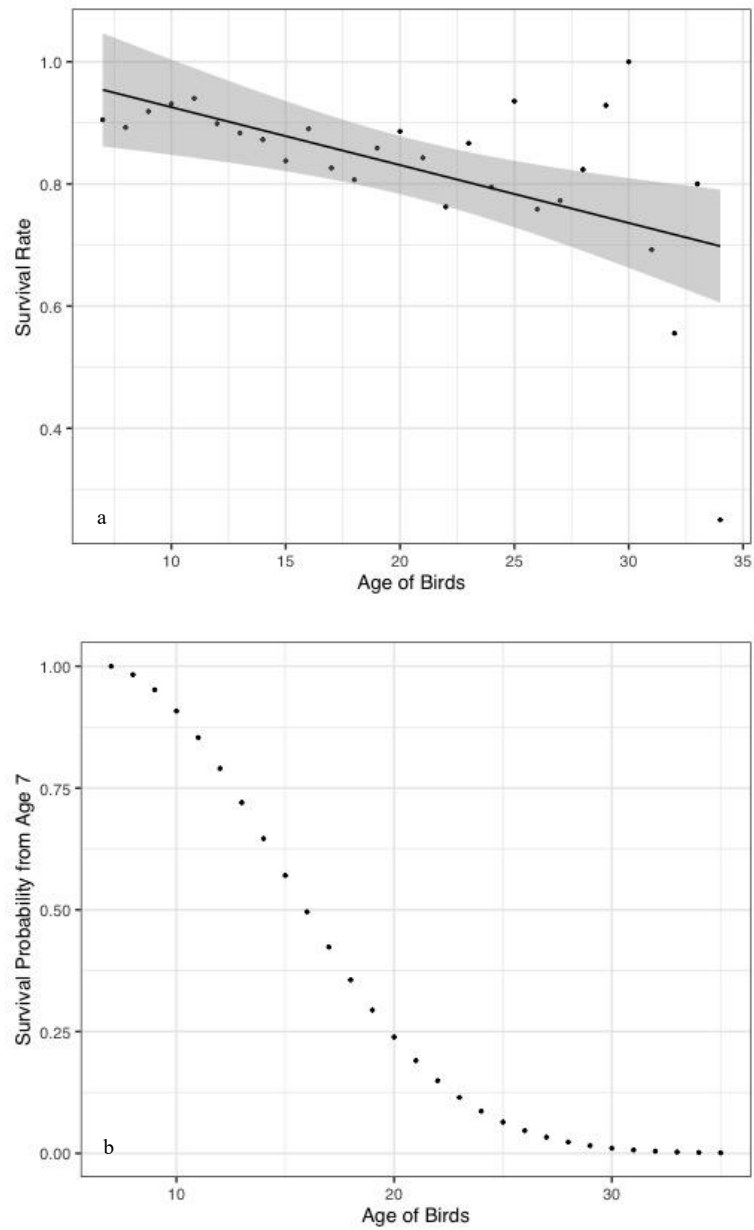 1.0
0.8
0.6
0.4
Survival Rate
a
10 15 20 25 30 35
Age of Birds
1.00
0.75
0.50
0.25
0.00
Survival Probability from Age 7
b
10 20 30
Age of Birds